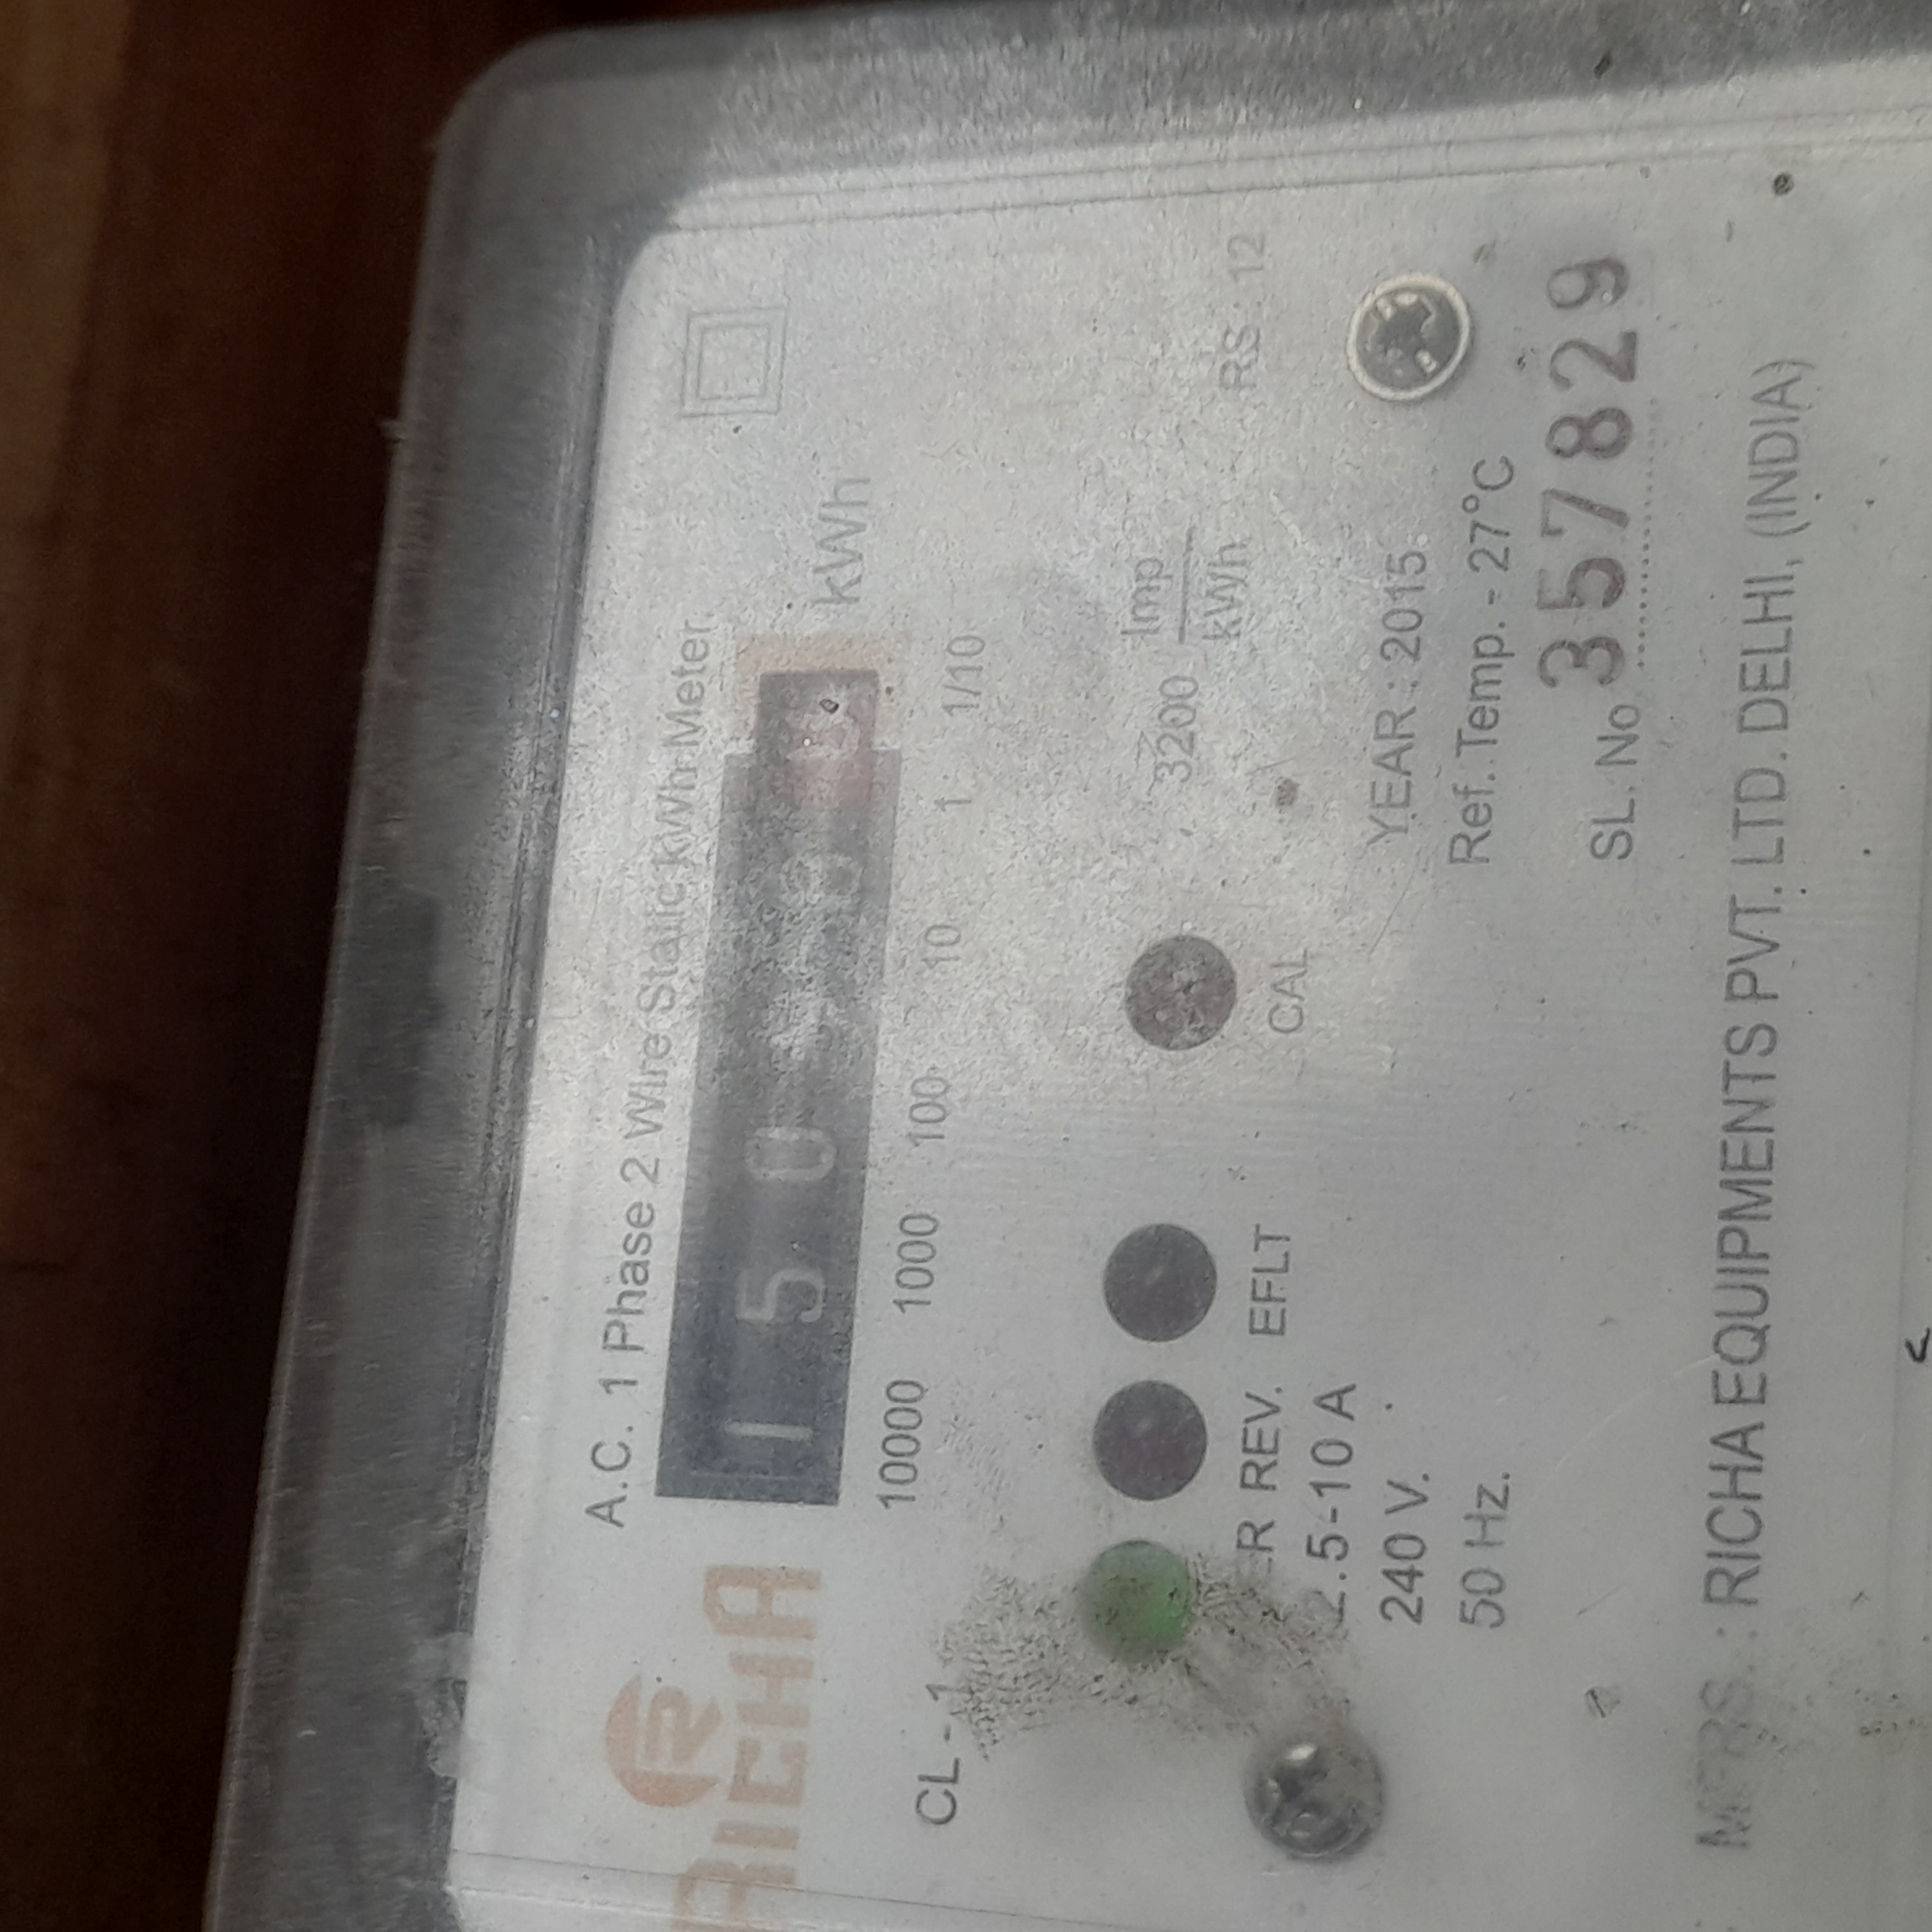 RICHA
A.C. 1 Phase 2 Wire Static kWh Meter
1 5 0
kWh
10000 1000 100 10 1 1/10
CL - 1
3200 Imp
kWh
RS : 12
REV. EFLT CAL
2.5-10 A
240 V.
50 Hz.
YEAR : 2015
Ref. Temp. - 27°C
SL. No 357829
MFRS. : RICHA EQUIPMENTS PVT. LTD. DELHI, (INDIA)